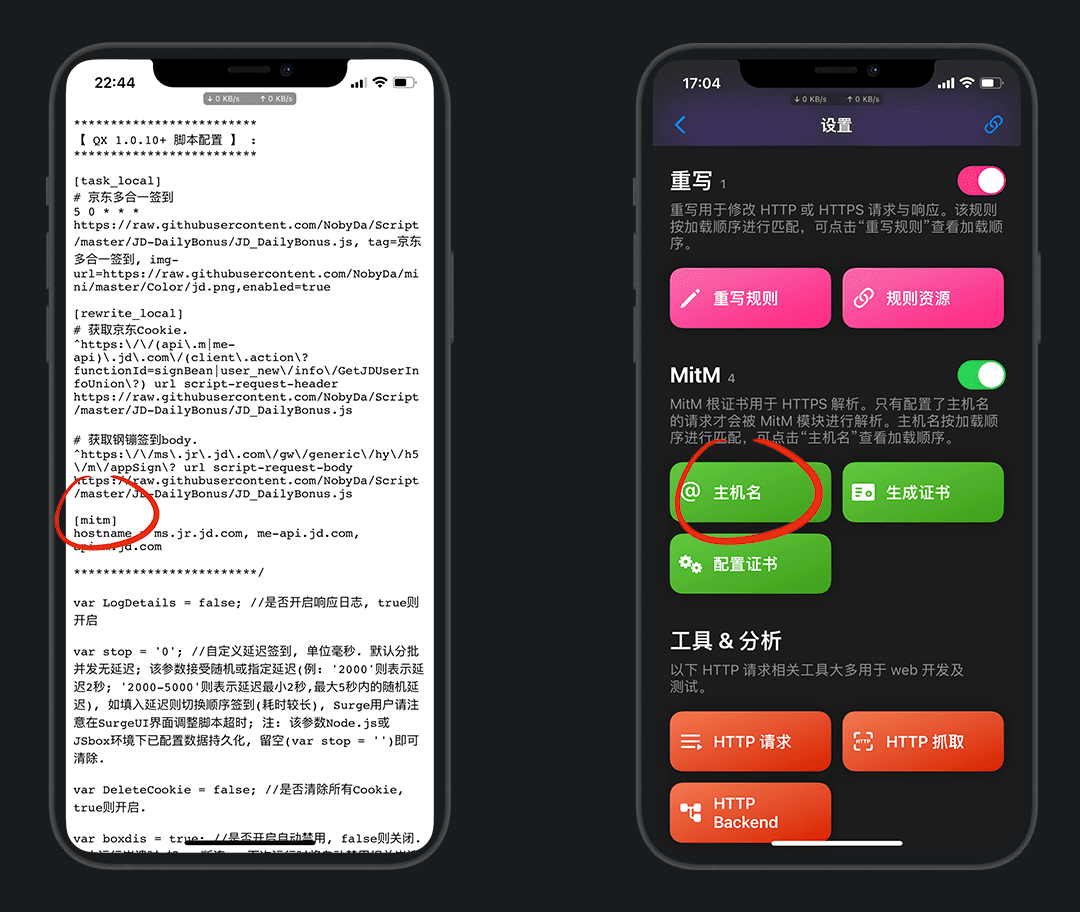 22:44
↓ 0 KB/s ↑ 0 KB/s
*************************
【 QX 1.0.10+ 脚本配置 】 :
*************************
[task_local]
# 京东多合一签到
5 0 * * *
https://raw.githubusercontent.com/NobyDa/Script
/master/JD-DailyBonus/JD_DailyBonus.js, tag=京东
多合一签到, img-
url=https://raw.githubusercontent.com/NobyDa/mi
ni/master/Color/jd.png,enabled=true
[rewrite_local]
# 获取京东Cookie.
^https:\/\/(api\.m|me-
api)\.jd\.com\/(client\.action\?
functionId=signBean|user_new\/info\/GetJDUserIn
foUnion\?) url script-request-header
https://raw.githubusercontent.com/NobyDa/Script
/master/JD-DailyBonus/JD_DailyBonus.js
# 获取钢镚签到body.
^https:\/\/ms\.jr\.jd\.com\/gw\/generic\/hy\/h5
\/m\/appSign\? url script-request-body
https://raw.githubusercontent.com/NobyDa/Script
/master/JD-DailyBonus/JD_DailyBonus.js
[mitm]
hostname = ms.jr.jd.com, me-api.jd.com,
api.m.jd.com
*************************/
var LogDetails = false; //是否开启响应日志, true则
开启
var stop = '0'; //自定义延迟签到, 单位毫秒. 默认分批
并发无延迟; 该参数接受随机或指定延迟(例: '2000'则表示延
迟2秒; '2000-5000'则表示延迟最小2秒,最大5秒内的随机延
迟), 如填入延迟则切换顺序签到(耗时较长), Surge用户请注
意在SurgeUI界面调整脚本超时; 注: 该参数Node.js或
JSbox环境下已配置数据持久化, 留空(var stop = '')即可
清除.
var DeleteCookie = false; //是否清除所有Cookie,
true则开启.
var boxdis = true; //是否开启自动禁用, false则关闭.
17:04
↓ 0 KB/s ↑ 0 KB/s
设置
重写 1
重写用于修改 HTTP 或 HTTPS 请求与响应。该规则
按加载顺序进行匹配，可点击“重写规则”查看加载顺
序。
重写规则
规则资源
MitM 4
MitM 根证书用于 HTTPS 解析。只有配置了主机名
的请求才会被 MitM 模块进行解析。主机名按加载顺
序进行匹配，可点击“主机名”查看加载顺序。
@ 主机名
生成证书
配置证书
工具 & 分析
以下 HTTP 请求相关工具大多用于 web 开发及
测试。
HTTP 请求
HTTP 抓取
HTTP
Backend